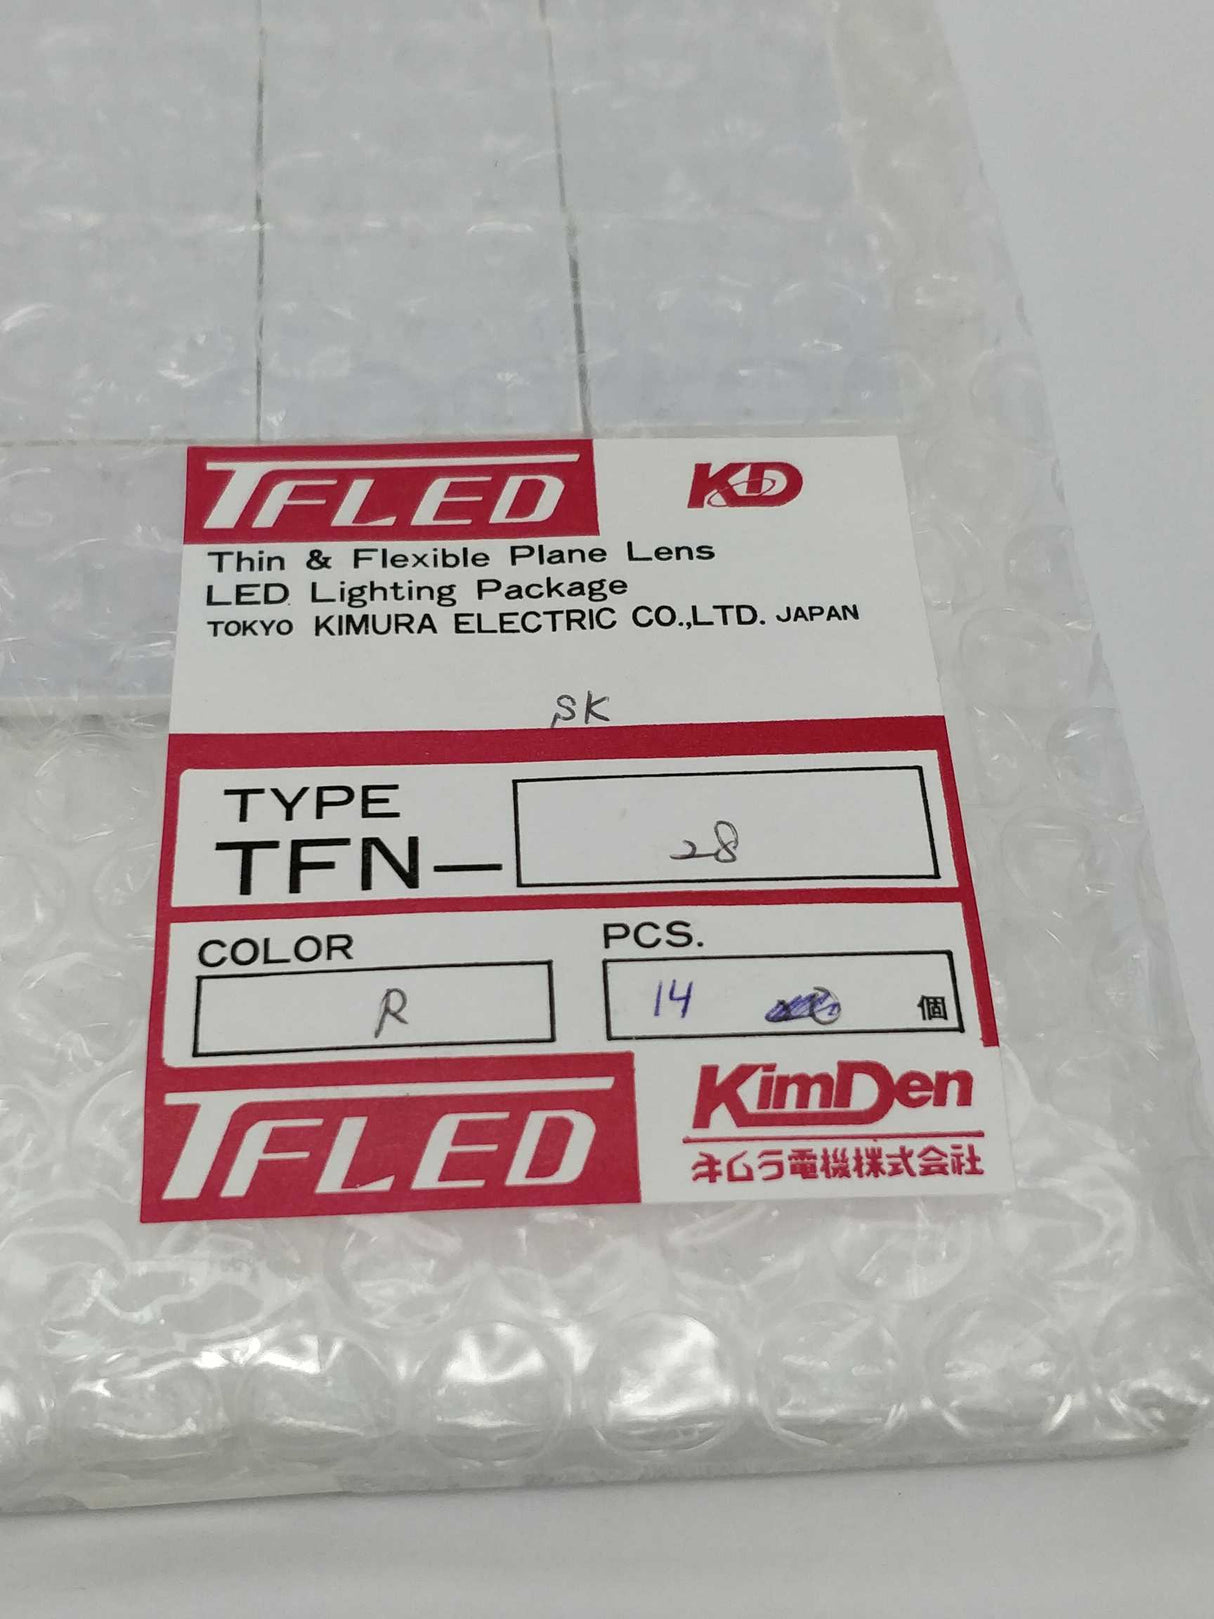 TFLED KD
Thin & Flexible Plane Lens
LED Lighting Package
TOKYO KIMURA ELECTRIC CO.,LTD. JAPAN
SK
TYPE
TFN- 28
COLOR PCS.
R 14 個
TFLED KimDen
キムラ電機株式会社